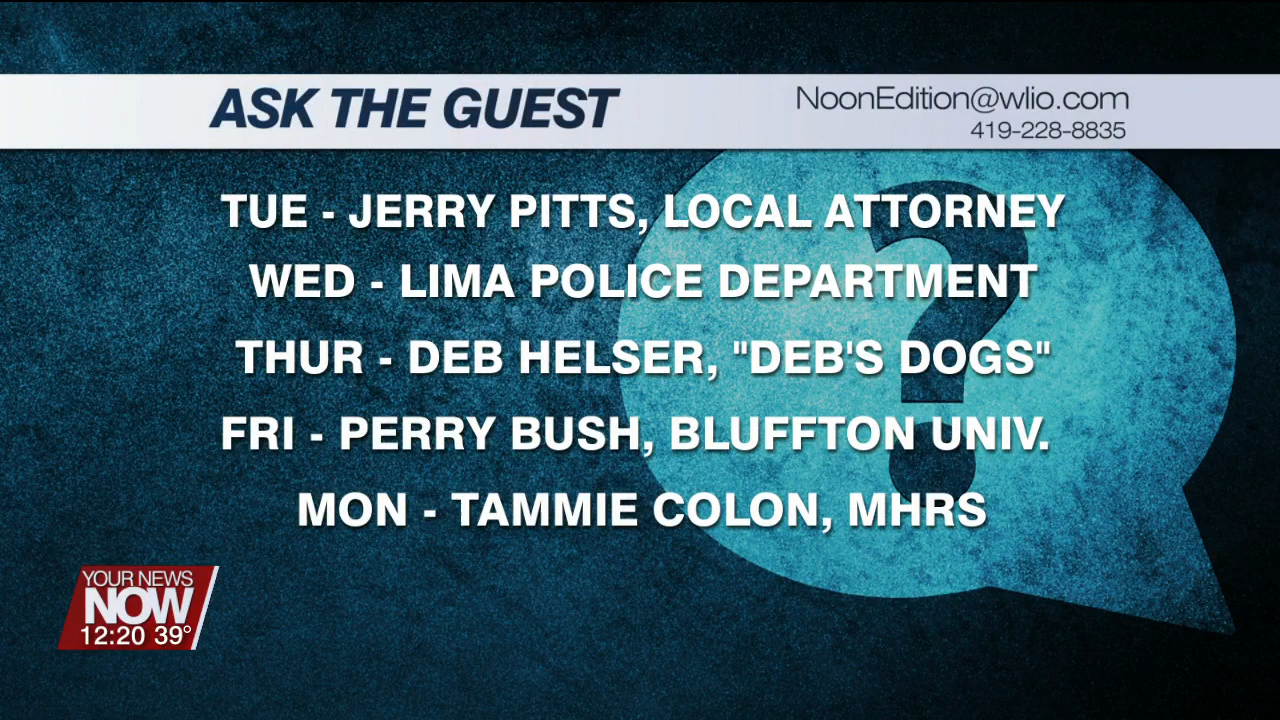 ASK THE GUEST
NoonEdition@wlio.com
419-228-8835
TUE - JERRY PITTS, LOCAL ATTORNEY
WED - LIMA POLICE DEPARTMENT
THUR - DEB HELSER, "DEB'S DOGS"
FRI - PERRY BUSH, BLUFFTON UNIV.
MON - TAMMIE COLON, MHRS
YOUR NEWS
NOW
12:20 39°